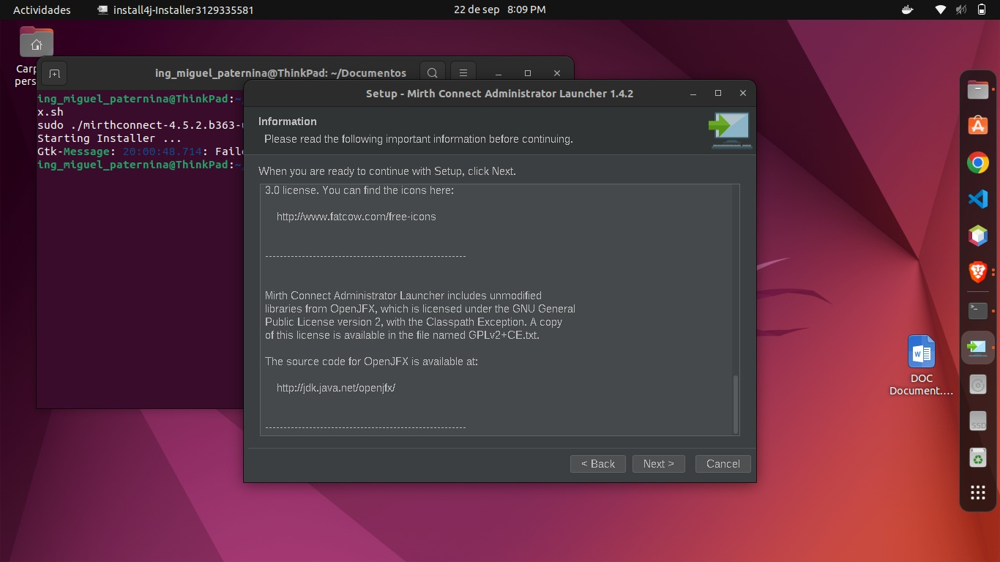 Actividades
install4j-Installer3129335581
22 de sep 8:09 PM
Carp
pers
ing_miguel_paternina@ThinkPad: ~/Documentos
ing_miguel_paternina@ThinkPad:~
x.sh
sudo ./mirthconnect-4.5.2.b363-
Starting Installer ...
Gtk-Message: 20:00:48.714: Faile
ing_miguel_paternina@ThinkPad:~
Setup - Mirth Connect Administrator Launcher 1.4.2
Information
Please read the following important information before continuing.
When you are ready to continue with Setup, click Next.
3.0 license. You can find the icons here:
http://www.fatcow.com/free-icons
-------------------------------------------------------
Mirth Connect Administrator Launcher includes unmodified
libraries from OpenJFX, which is licensed under the GNU General
Public License version 2, with the Classpath Exception. A copy
of this license is available in the file named GPLv2+CE.txt.
The source code for OpenJFX is available at:
http://jdk.java.net/openjfx/
-------------------------------------------------------
< Back
Next >
Cancel
W
DOC
Document....
SSD